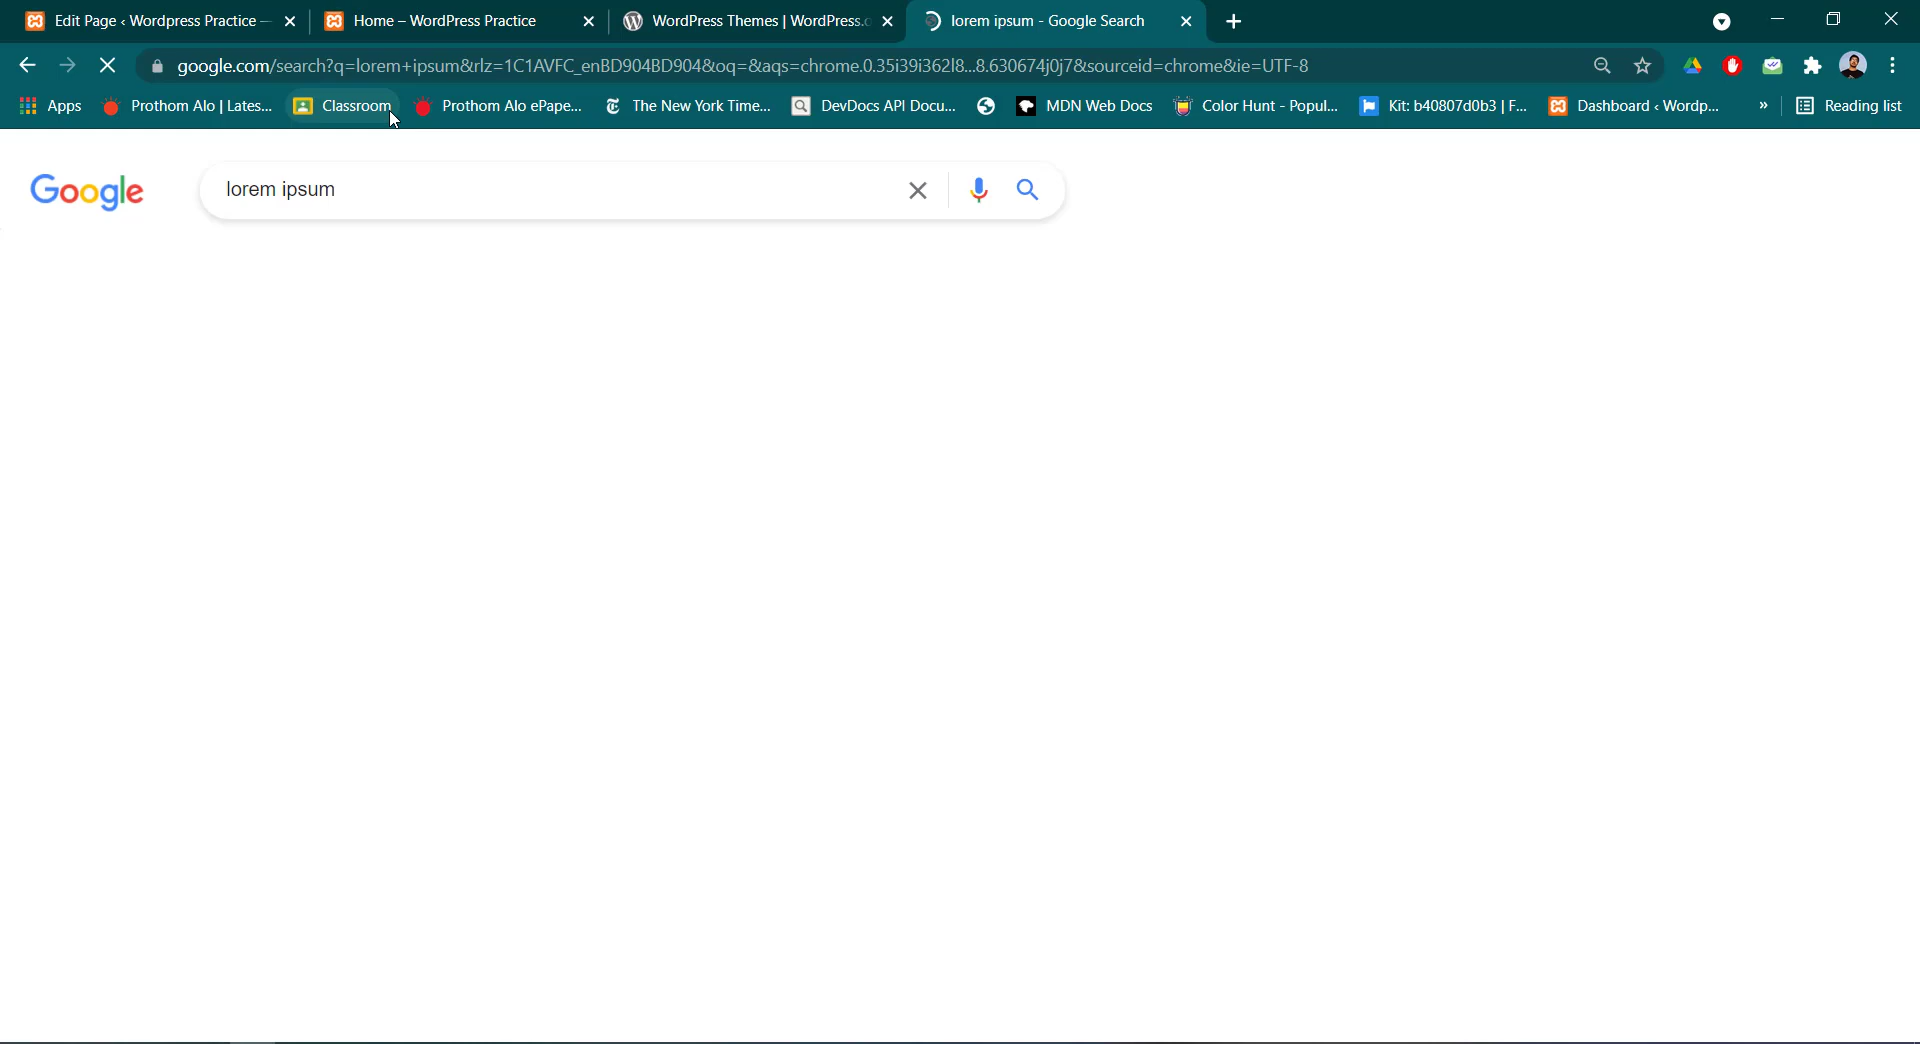 Edit Page ‹ Wordpress Practice —
Home – WordPress Practice
WordPress Themes | WordPress.o
lorem ipsum - Google Search
google.com/search?q=lorem+ipsum&rlz=1C1AVFC_enBD904BD904&oq=&aqs=chrome.0.35i39i362l8...8.630674j0j7&sourceid=chrome&ie=UTF-8
Apps
Prothom Alo | Lates...
Classroom
Prothom Alo ePape...
The New York Time...
DevDocs API Docu...
MDN Web Docs
Color Hunt - Popul...
Kit: b40807d0b3 | F...
Dashboard ‹ Wordp...
»
Reading list
Google
lorem ipsum